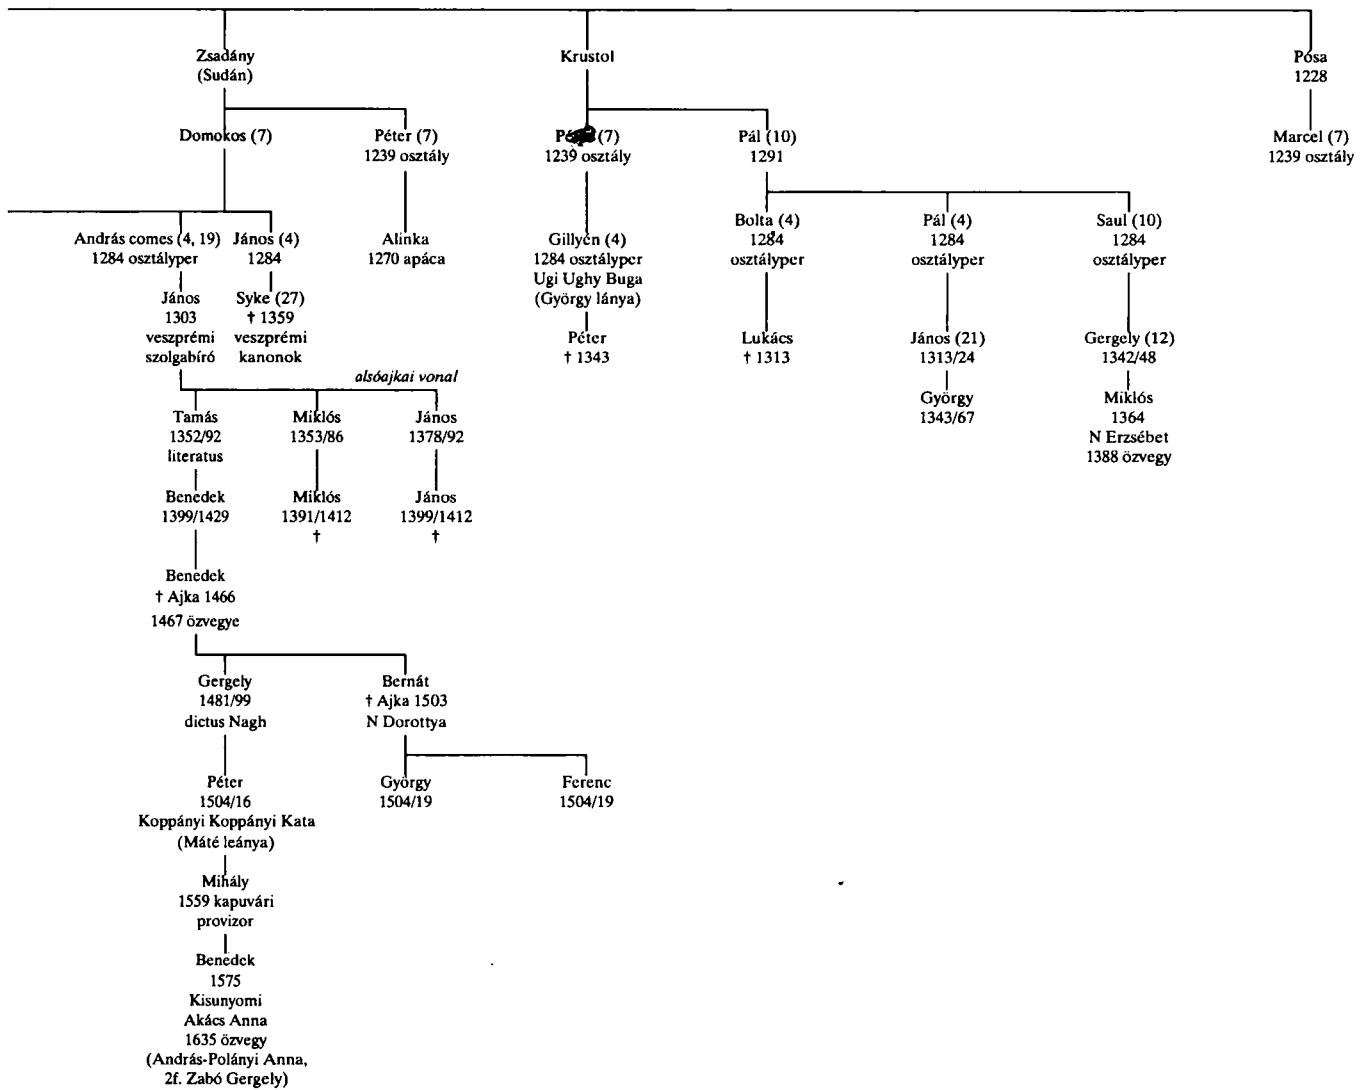 Zsadány
(Sudán)
Krustol
Pósa
1228
Domokos (7)
Péter (7)
1239 osztály
(7)
1239 osztály
Pál (10)
1291
Marcel (7)
1239 osztály
András comes (4, 19)
1284 osztályper
János (4)
1284
Alinka
1270 apáca
Gillyén (4)
1284 osztályper
Ugi Ughy Buga
(György lánya)
Bolta (4)
1284
osztályper
Pál (4)
1284
osztályper
Saul (10)
1284
osztályper
János
1303
veszprémi
szolgabíró
Syke (27)
† 1359
veszprémi
kanonok
Péter
† 1343
Lukács
† 1313
János (21)
1313/24
Gergely (12)
1342/48
alsóajkai vonal
Tamás
1352/92
literatus
Miklós
1353/86
János
1378/92
György
1343/67
Miklós
1364
N Erzsébet
1388 özvegy
Benedek
1399/1429
Miklós
1391/1412
†
János
1399/1412
†
Benedek
† Ajka 1466
1467 özvegye
Gergely
1481/99
dictus Nagh
Bernát
† Ajka 1503
N Dorottya
Péter
1504/16
Koppányi Koppányi Kata
(Máté leánya)
György
1504/19
Ferenc
1504/19
Mihály
1559 kapuvári
provizor
Benedek
1575
Kisunyomi
Akács Anna
1635 özvegy
(András-Polányi Anna,
2f. Zabó Gergely)